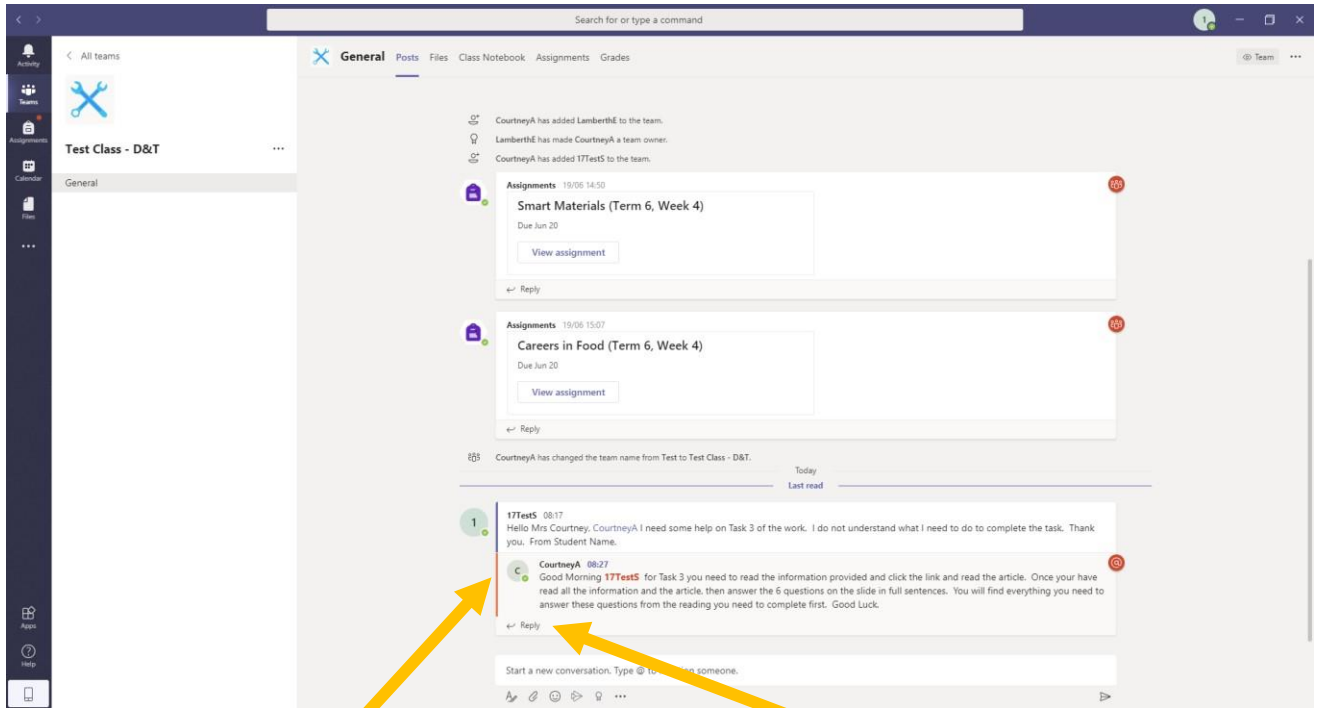 Search for or type a command
1
Activity
Teams
Assignments
Calendar
Files
Apps
Help
All teams
Test Class - D&T
General
General Posts Files Class Notebook Assignments Grades
Team
CourtneyA has added LamberthE to the team.
LamberthE has made CourtneyA a team owner.
CourtneyA has added 17TestS to the team.
Assignments 19/06 14:50
Smart Materials (Term 6, Week 4)
Due Jun 20
View assignment
Reply
Assignments 19/06 15:07
Careers in Food (Term 6, Week 4)
Due Jun 20
View assignment
Reply
CourtneyA has changed the team name from Test to Test Class - D&T.
Today
Last read
1
17TestS 08:17
Hello Mrs Courtney, CourtneyA I need some help on Task 3 of the work. I do not understand what I need to do to complete the task. Thank
you. From Student Name.
C
CourtneyA 08:27
Good Morning 17TestS for Task 3 you need to read the information provided and click the link and read the article. Once your have
read all the information and the article, then answer the 6 questions on the slide in full sentences. You will find everything you need to
answer these questions from the reading you need to complete first. Good Luck.
Reply
Start a new conversation. Type @ to someone.